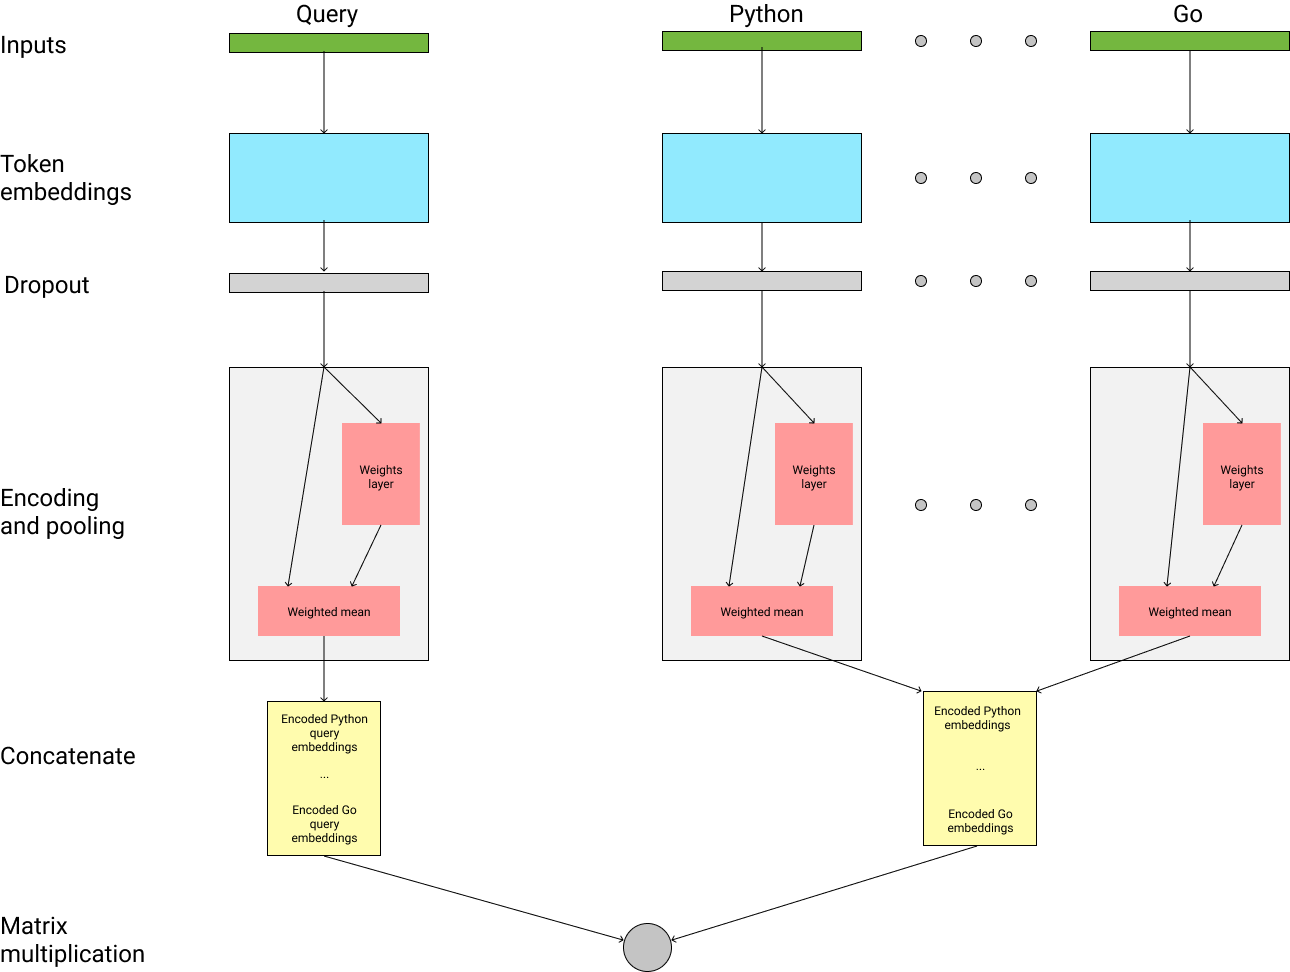 Query
Python
Go
Inputs
Token
embeddings
Dropout
Encoding
and pooling
Weights
layer
Weighted mean
Weights
layer
Weighted mean
Weights
layer
Weighted mean
Concatenate
Encoded Python
query
embeddings
...
Encoded Go
query
embeddings
Encoded Python
embeddings
...
Encoded Go
embeddings
Matrix
multiplication